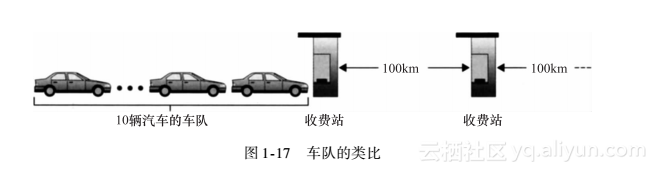 100km
100km
10辆汽车的车队
收费站
收费站
图 1-17 车队的类比
云栖社区 yq.aliyun.com